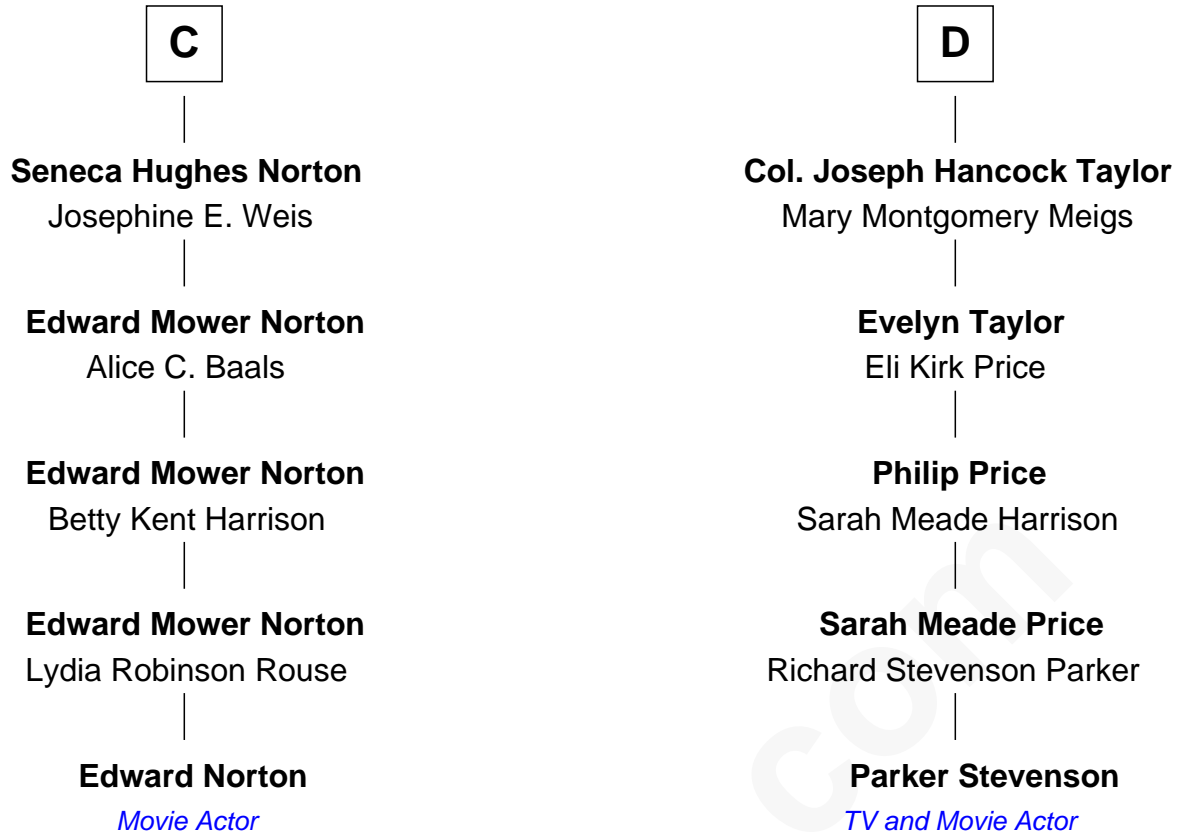 C
Seneca Hughes Norton
Josephine E. Weis
Edward Mower Norton
Alice C. Baals
Edward Mower Norton
Betty Kent Harrison
Edward Mower Norton
Lydia Robinson Rouse
Edward Norton
Movie Actor
D
Col. Joseph Hancock Taylor
Mary Montgomery Meigs
Evelyn Taylor
Eli Kirk Price
Philip Price
Sarah Meade Harrison
Sarah Meade Price
Richard Stevenson Parker
Parker Stevenson
TV and Movie Actor
com